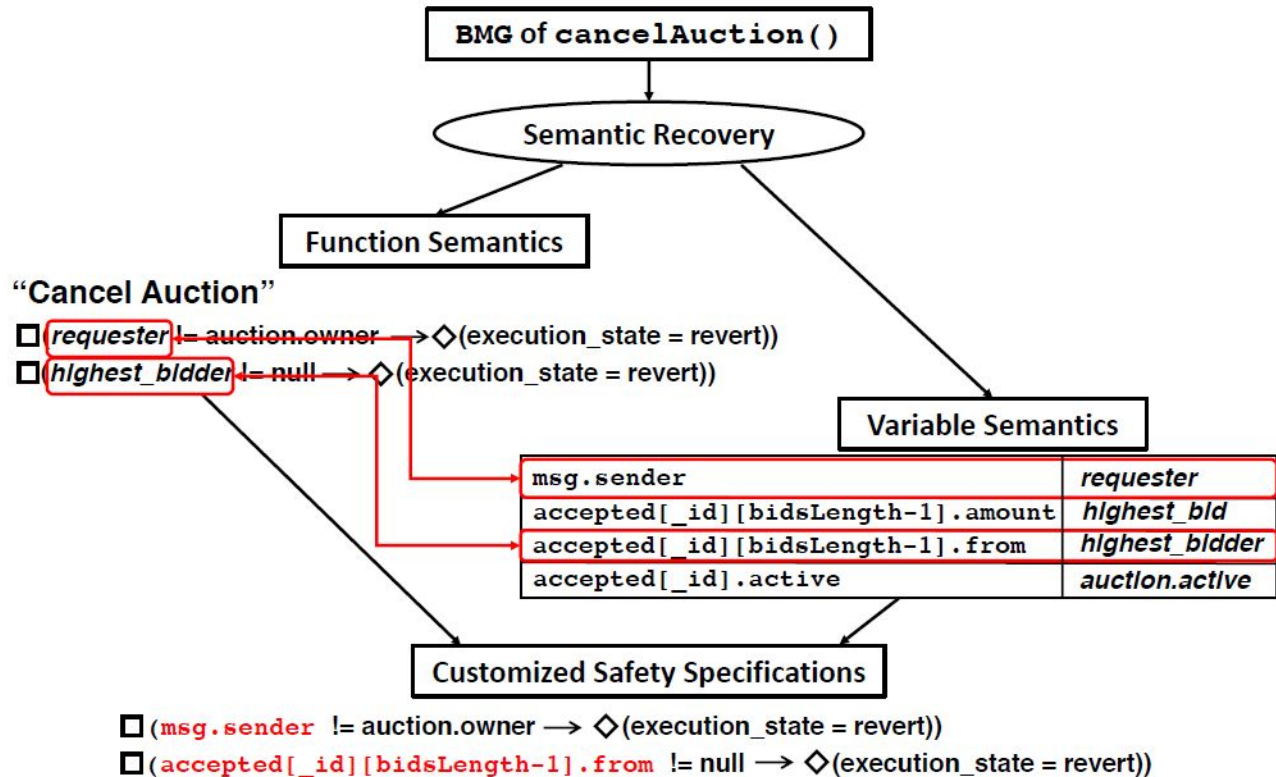 BMG of cancelAuction()
Semantic Recovery
Function Semantics
“Cancel Auction”
□(requester != auction.owner → ◇(execution_state = revert))
□(highest_bidder != null → ◇(execution_state = revert))
Variable Semantics
msg.sender requester
accepted[_id][bidsLength-1].amount highest_bid
accepted[_id][bidsLength-1].from highest_bidder
accepted[_id].active auction.active
Customized Safety Specifications
□(msg.sender != auction.owner → ◇(execution_state = revert))
□(accepted[_id][bidsLength-1].from != null → ◇(execution_state = revert))